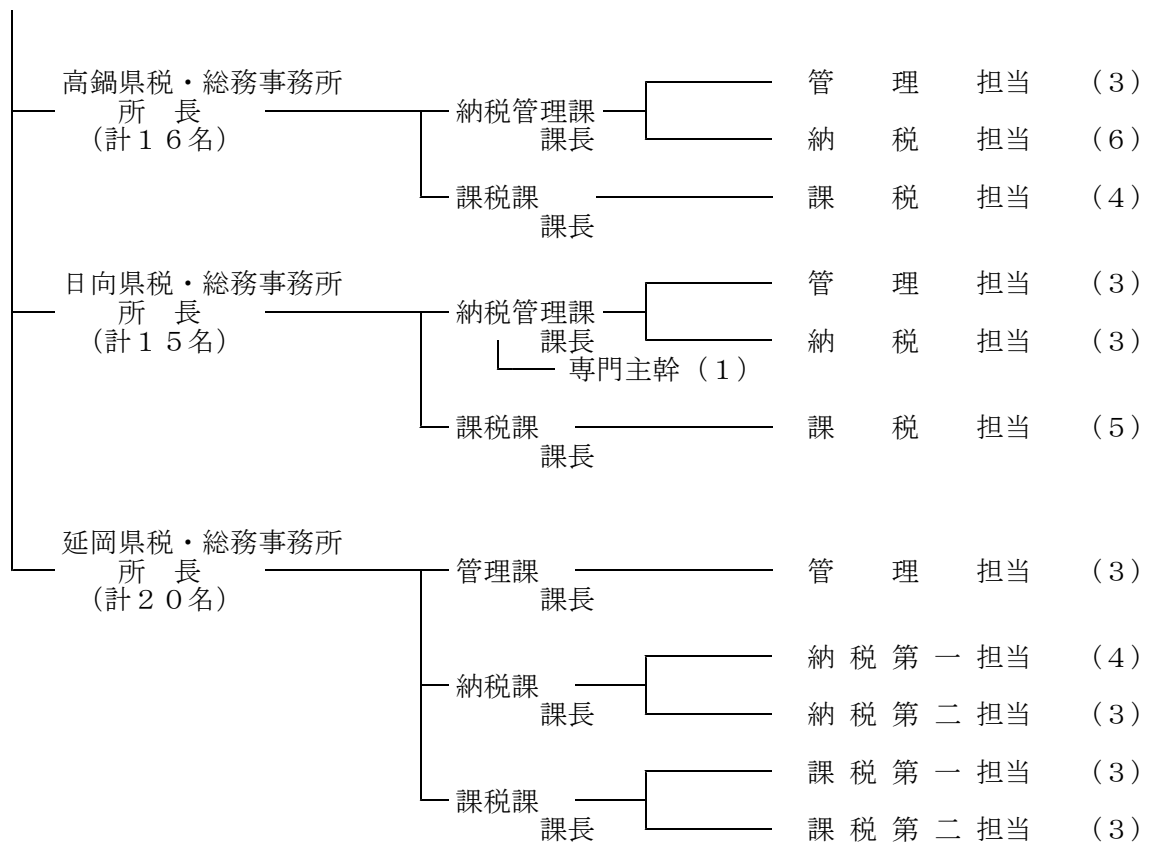 高鍋県税・総務事務所
所　長
(計１６名)
納税管理課
課長
管　理　担当　(３)
納　税　担当　(６)
課税課
課長
課　税　担当　(４)
日向県税・総務事務所
所　長
(計１５名)
納税管理課
課長
専門主幹(１)
管　理　担当　(３)
納　税　担当　(３)
課税課
課長
課　税　担当　(５)
延岡県税・総務事務所
所　長
(計２０名)
管理課
課長
管　理　担当　(３)
納税課
課長
納税第一担当　(４)
納税第二担当　(３)
課税課
課長
課税第一担当　(３)
課税第二担当　(３)